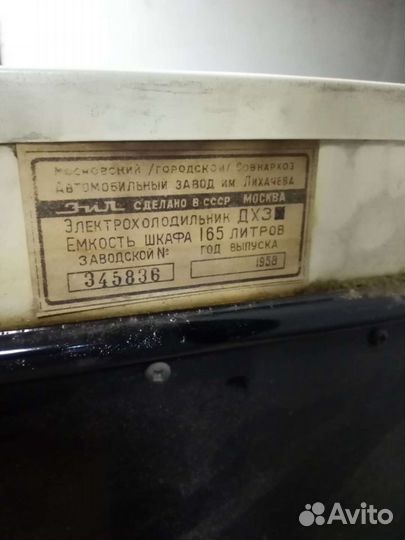 МОСКОВСКИЙ /ГОРОДСКОЙ/ СОВНАРХОЗ
АВТОМОБИЛЬНЫЙ ЗАВОД ИМ. ЛИХАЧЕВА
ЗИЛ СДЕЛАНО В СССР МОСКВА
ЭЛЕКТРОХОЛОДИЛЬНИК ДХ3
ЕМКОСТЬ ШКАФА 165 ЛИТРОВ
ЗАВОДСКОЙ № ГОД ВЫПУСКА
345836 1958
Avito